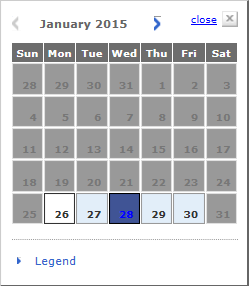 January 2015
close
Sun Mon Tue Wed Thu Fri Sat
28 29 30 31 1 2 3
4 5 6 7 8 9 10
11 12 13 14 15 16 17
18 19 20 21 22 23 24
25 26 27 28 29 30 31
Legend